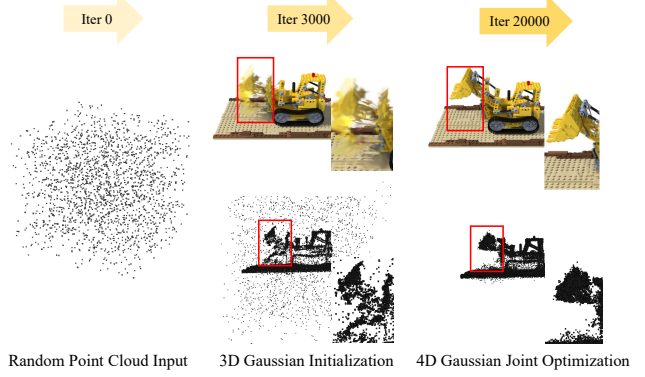 Iter 0
Iter 3000
Iter 20000
Random Point Cloud Input
3D Gaussian Initialization
4D Gaussian Joint Optimization